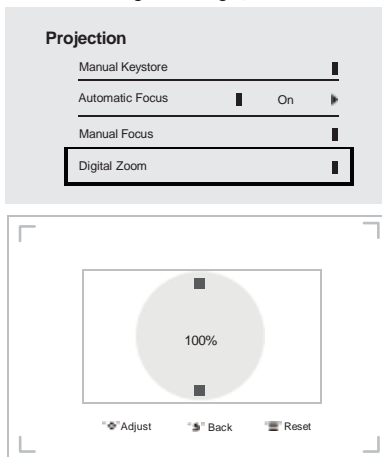 Projection
Manual Keystore
Automatic Focus On
Manual Focus
Digital Zoom
100%
"✥"Adjust "⮌" Back "☰" Reset